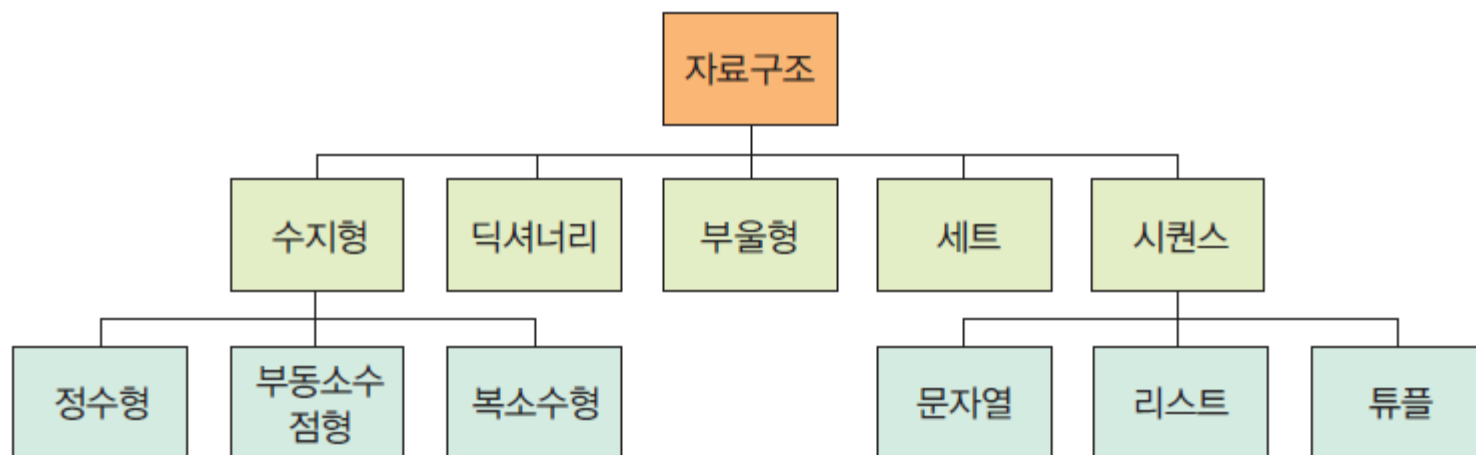 자료구조
수지형
딕셔너리
부울형
세트
시퀀스
정수형
부동소수
점형
복소수형
문자열
리스트
튜플